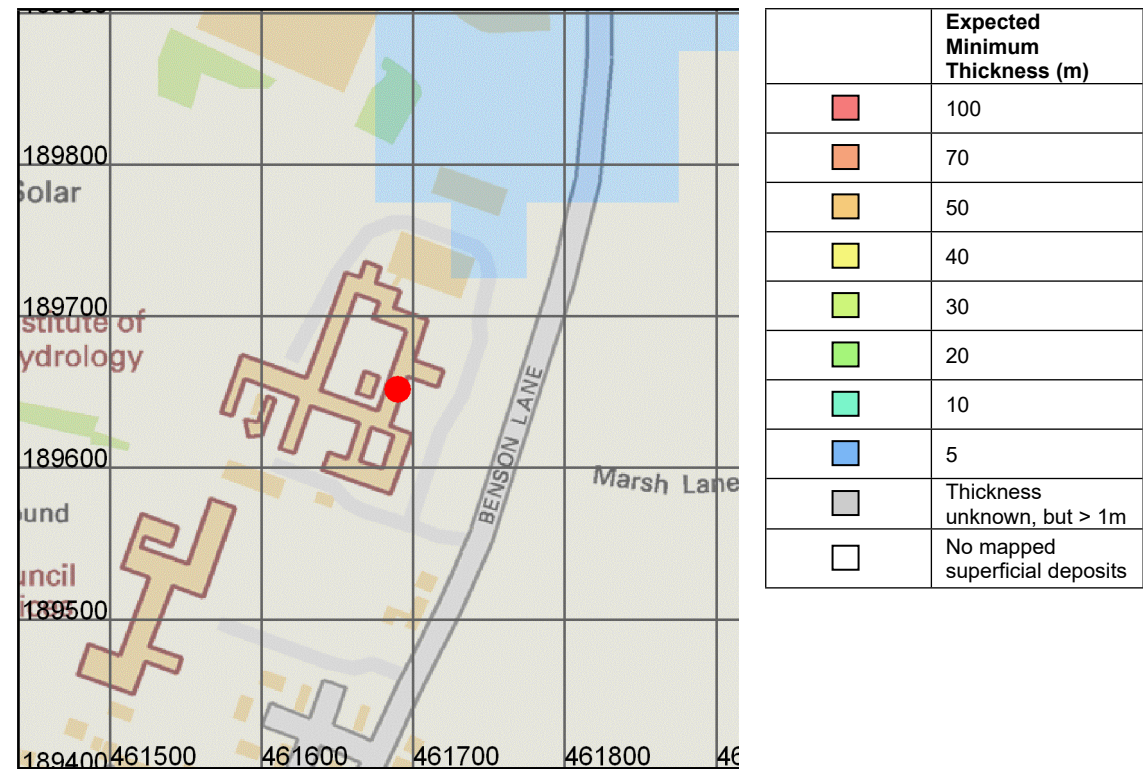 189800
Solar
189700
stitute of
ydrology
189600
BENSON LANE
Marsh Lane
und
uncil
189500
189400
461500
461600
461700
461800
46
Expected
Minimum
Thickness (m)
100
70
50
40
30
20
10
5
Thickness
unknown, but > 1m
No mapped
superficial deposits